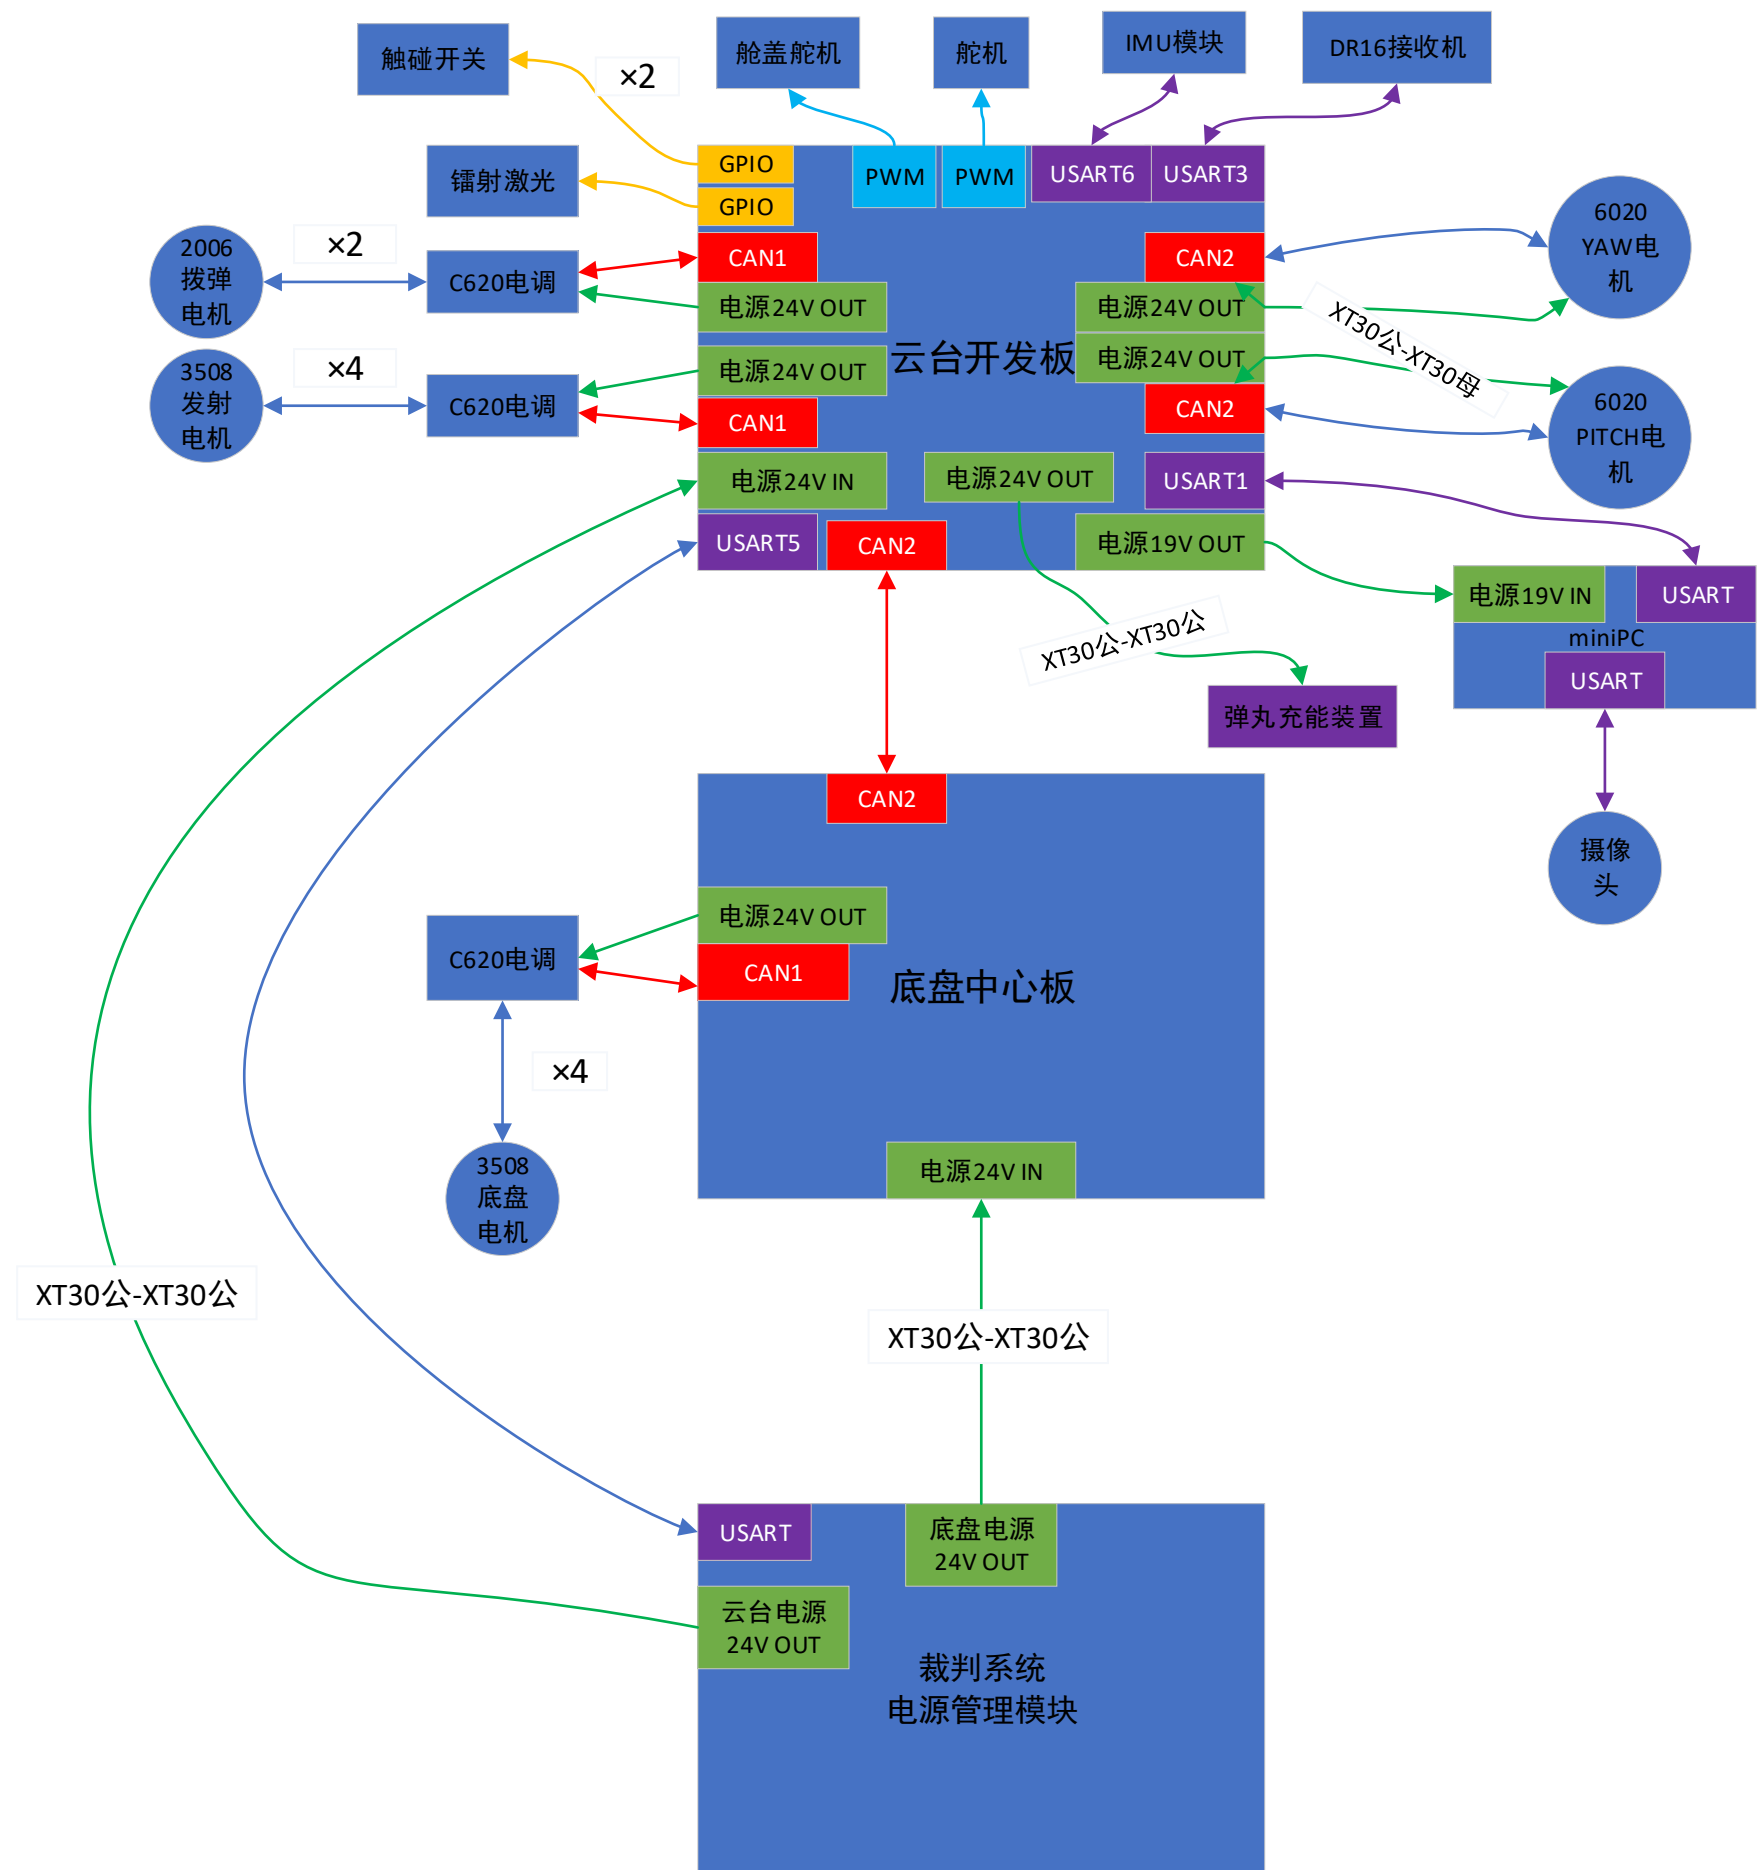 触碰开关
×2
舱盖舵机
舵机
IMU模块
DR16接收机
镭射激光
GPIO
GPIO
PWM
PWM
USART6
USART3
2006
拨弹
电机
×2
C620电调
CAN1
电源24V OUT
CAN2
电源24V OUT
6020
YAW电
机
XT30公-XT30母
3508
发射
电机
×4
C620电调
电源24V OUT
CAN1
云台开发板
电源24V OUT
CAN2
6020
PITCH电
机
电源24V IN
电源24V OUT
USART1
USART5
CAN2
电源19V OUT
电源19V IN
USART
miniPC
USART
XT30公-XT30公
弹丸充能装置
摄像
头
CAN2
电源24V OUT
CAN1
C620电调
底盘中心板
×4
3508
底盘
电机
电源24V IN
XT30公-XT30公
XT30公-XT30公
USART
底盘电源
24V OUT
云台电源
24V OUT
裁判系统
电源管理模块